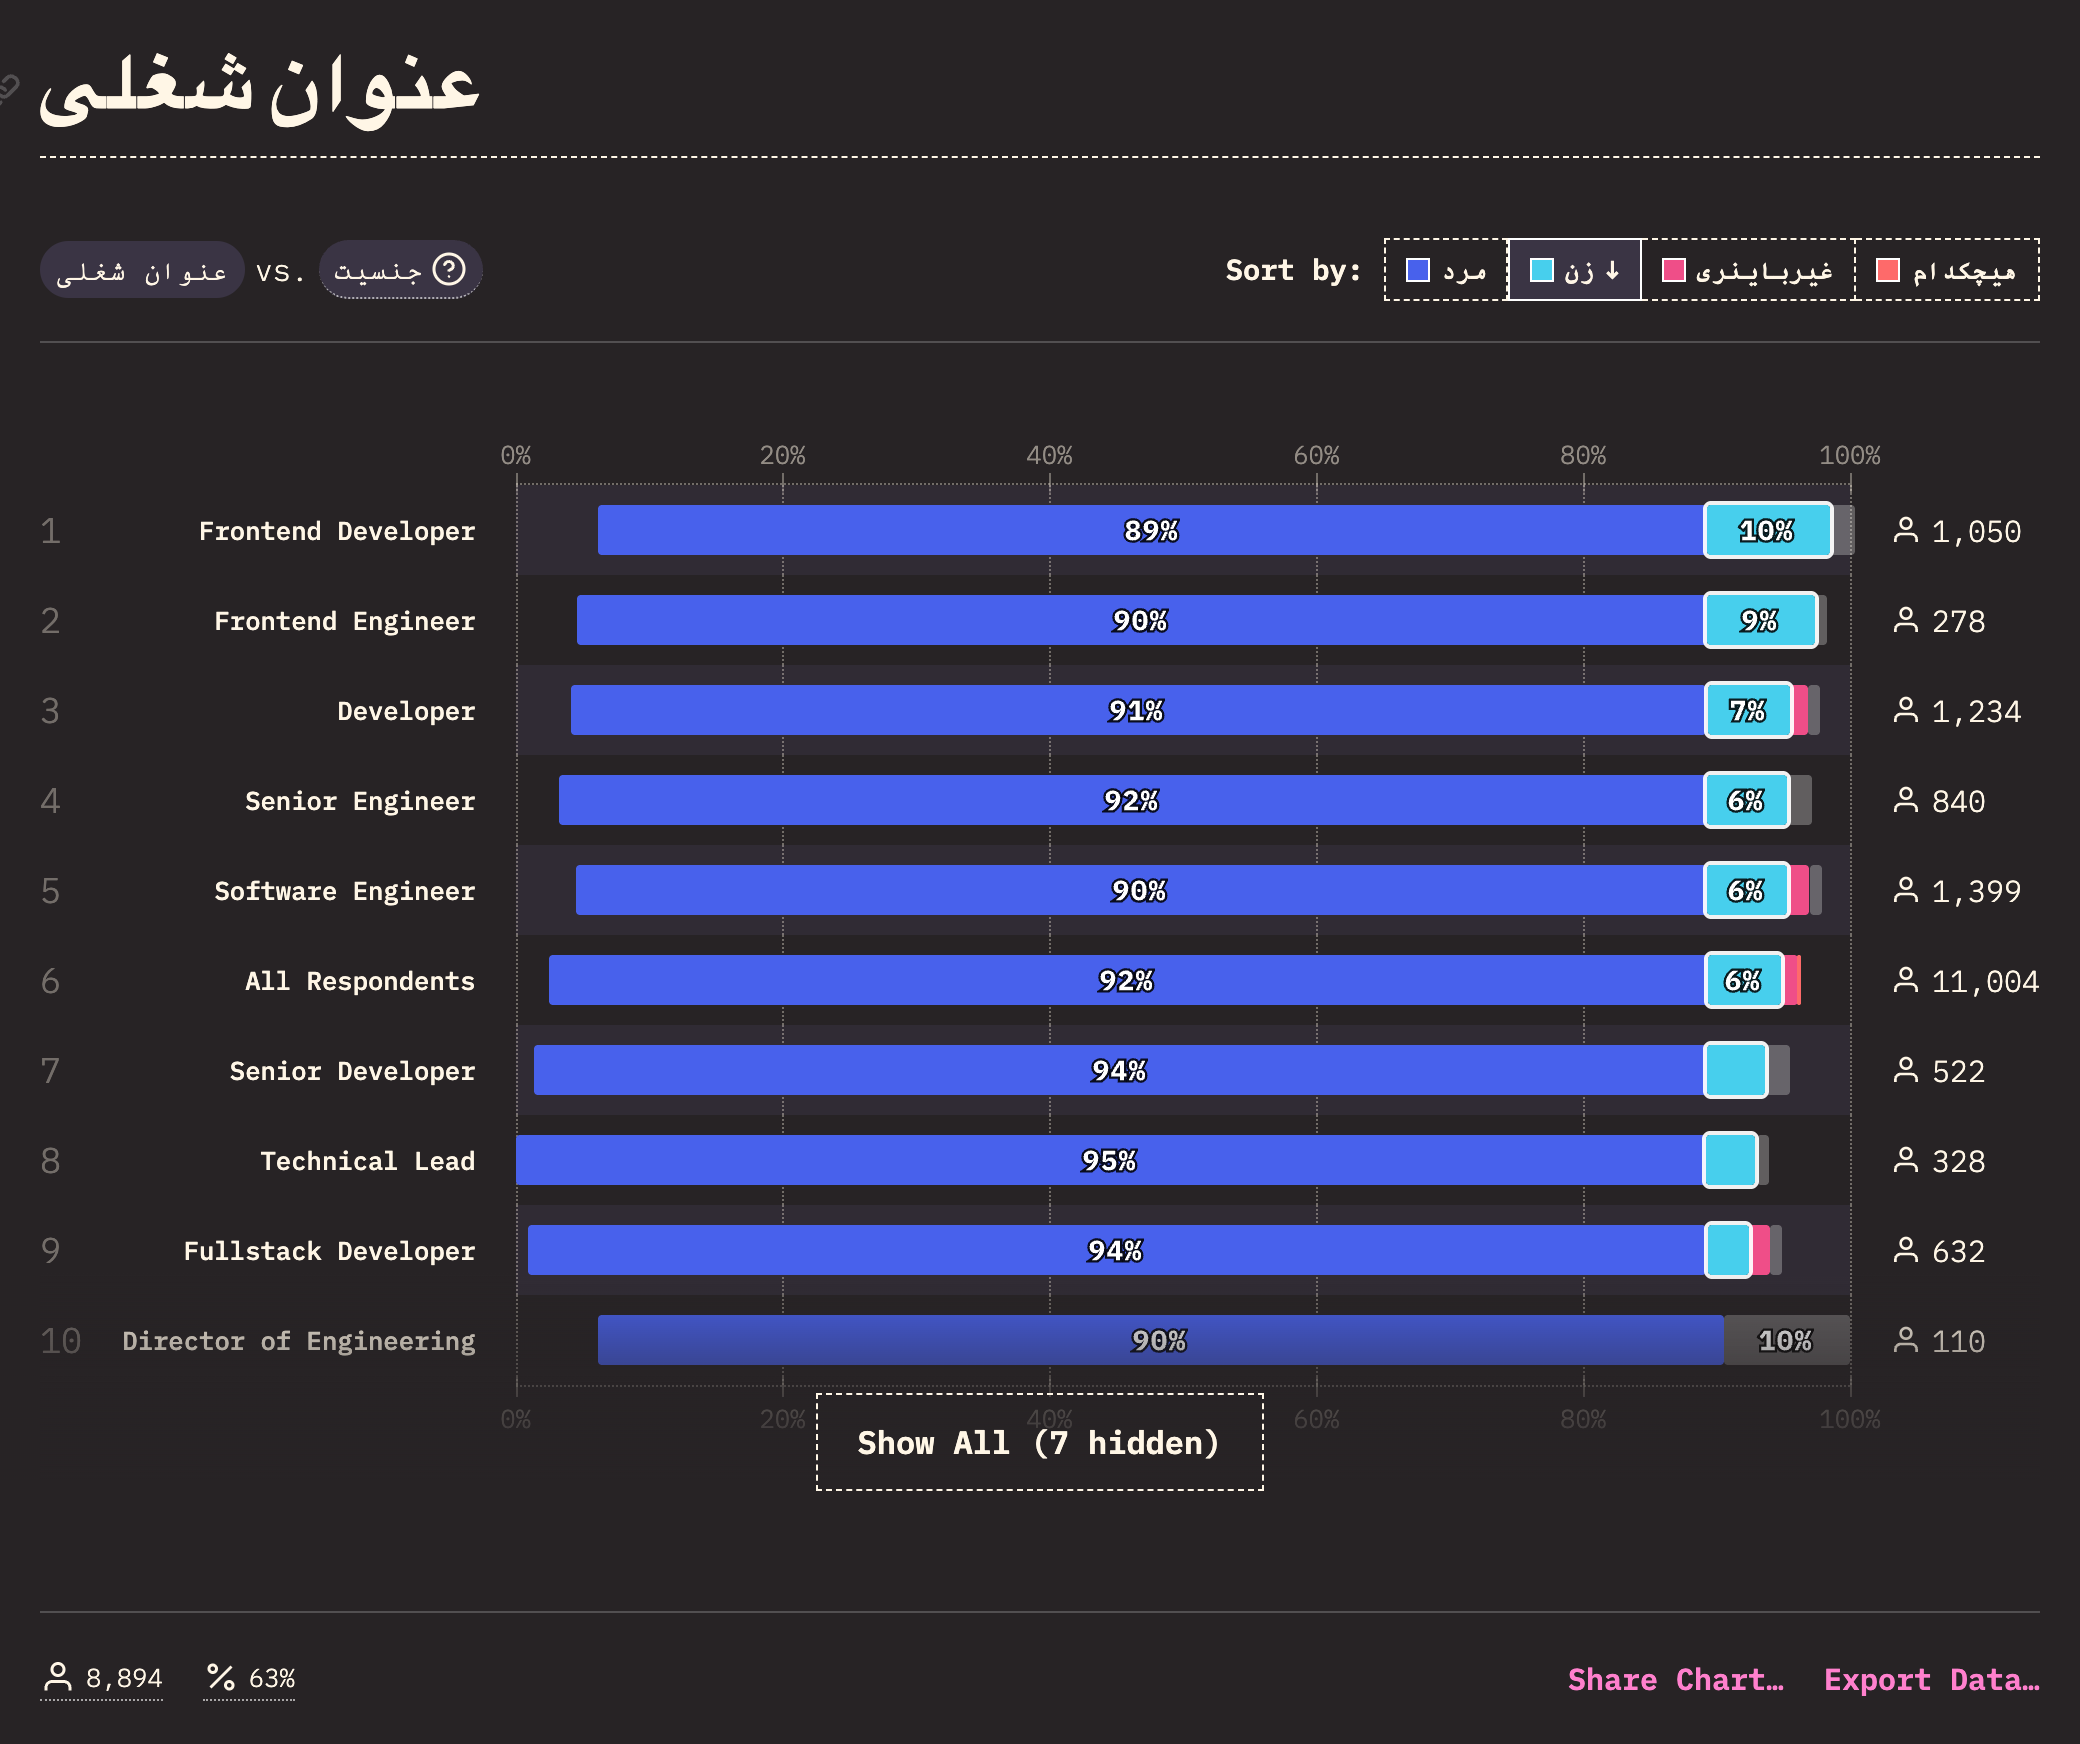 عنوان شغلی
عنوان شغلی vs. جنسیت
Sort by: مرد زن ↓ غیرباینری هیچکدام
0% 20% 40% 60% 80% 100%
1 Frontend Developer 89% 10% 1,050
2 Frontend Engineer 90% 9% 278
3 Developer 91% 7% 1,234
4 Senior Engineer 92% 6% 840
5 Software Engineer 90% 6% 1,399
6 All Respondents 92% 6% 11,004
7 Senior Developer 94% 522
8 Technical Lead 95% 328
9 Fullstack Developer 94% 632
10 Director of Engineering 90% 10% 110
0% 20% 40% 60% 80% 100%
Show All (7 hidden)
8,894 63% Share Chart… Export Data…